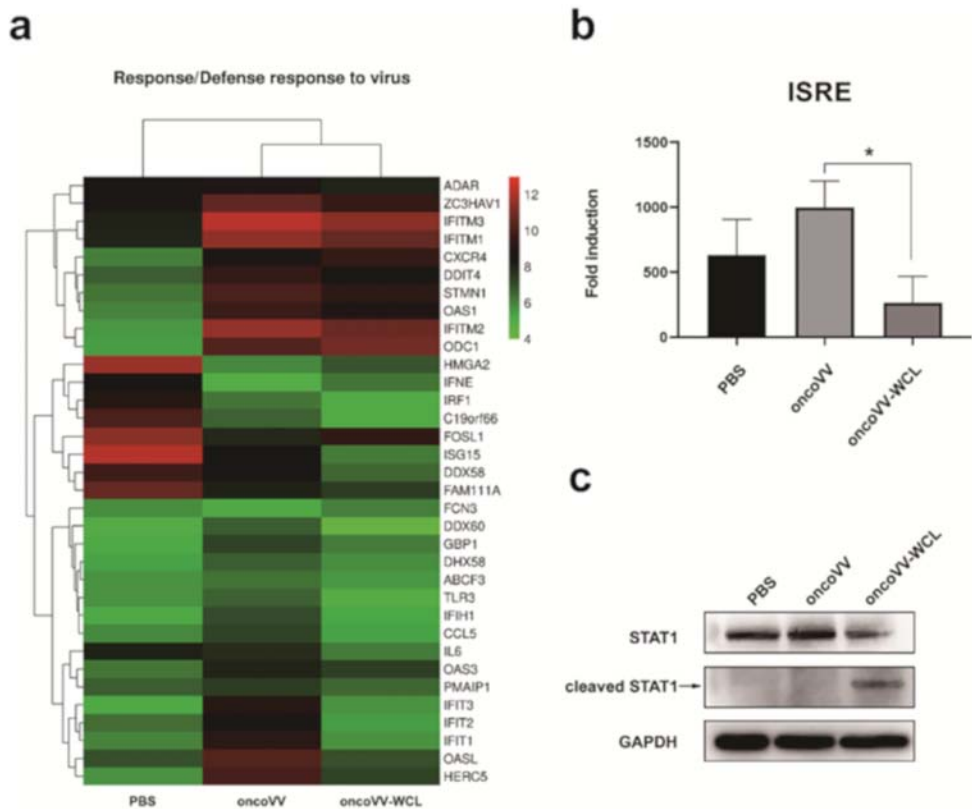 a
Response/Defense response to virus
ADAR
ZC3HAV1
IFITM3
IFITM1
CXCR4
DDIT4
STMN1
OAS1
IFITM2
ODC1
HMGA2
IFNE
IRF1
C19orf66
FOSL1
ISG15
DDX58
FAM111A
FCN3
DDX60
GBP1
DHX58
ABCF3
TLR3
IFIH1
CCL5
IL6
OAS3
PMAIP1
IFIT3
IFIT2
IFIT1
OASL
HERC5
12
10
8
6
4
PBS oncoVV oncoVV-WCL
b
ISRE
Fold induction
1500
1000
500
0
*
PBS
oncoVV
oncoVV-WCL
c
PBS
oncoVV
oncoVV-WCL
STAT1
cleaved STAT1
GAPDH